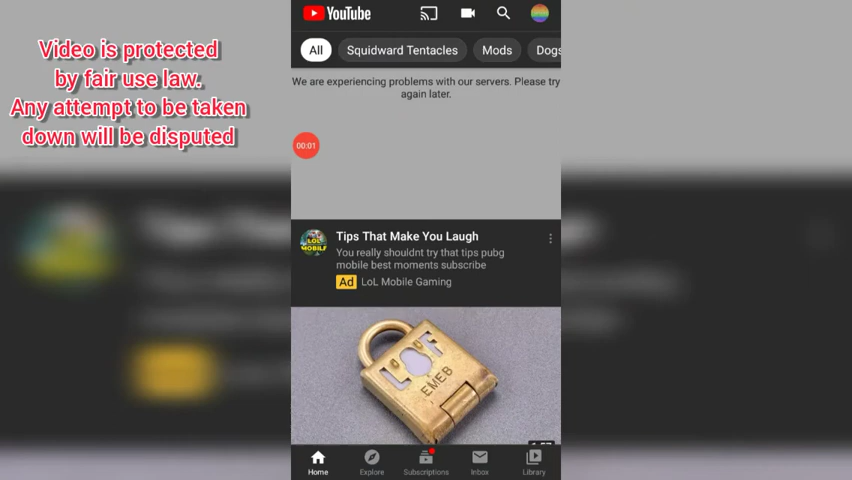 Video is protected
by fair use law.
Any attempt to be taken
down will be disputed
YouTube
All
Squidward Tentacles
Mods
Dogs
We are experiencing problems with our servers. Please try
again later.
00:01
Tips That Make You Laugh
You really shouldnt try that tips pubg
mobile best moments subscribe
Ad LoL Mobile Gaming
LOL
MOBILE
EMEB
Home
Explore
Subscriptions
Inbox
Library